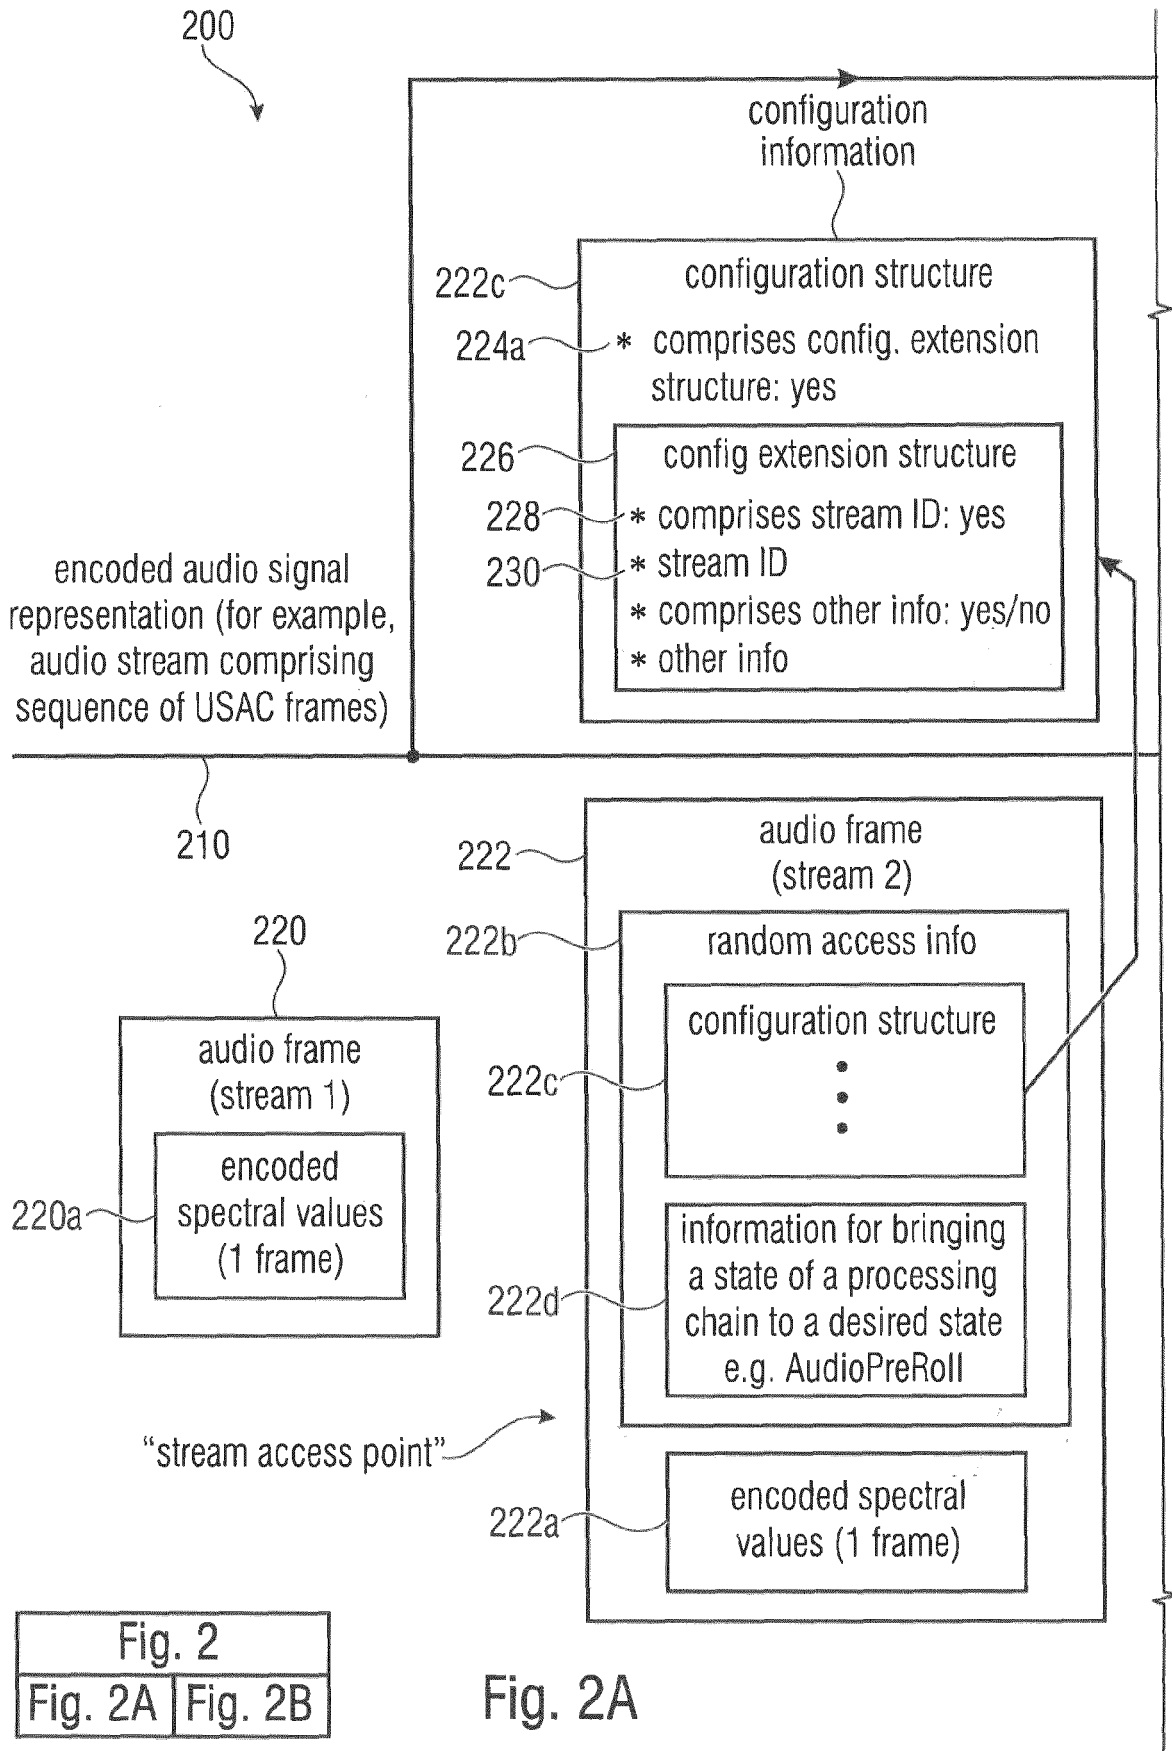 200
configuration
information
222c
configuration structure
224a
* comprises config. extension
structure: yes
226
config extension structure
228
* comprises stream ID: yes
230
* stream ID
* comprises other info: yes/no
* other info
encoded audio signal
representation (for example,
audio stream comprising
sequence of USAC frames)
210
222
audio frame
(stream 2)
222b
random access info
configuration structure
222c
220
audio frame
(stream 1)
encoded
spectral values
(1 frame)
220a
information for bringing
a state of a processing
chain to a desired state
e.g. AudioPreRoll
222d
“stream access point”
encoded spectral
values (1 frame)
222a
Fig. 2
Fig. 2A Fig. 2B
Fig. 2A